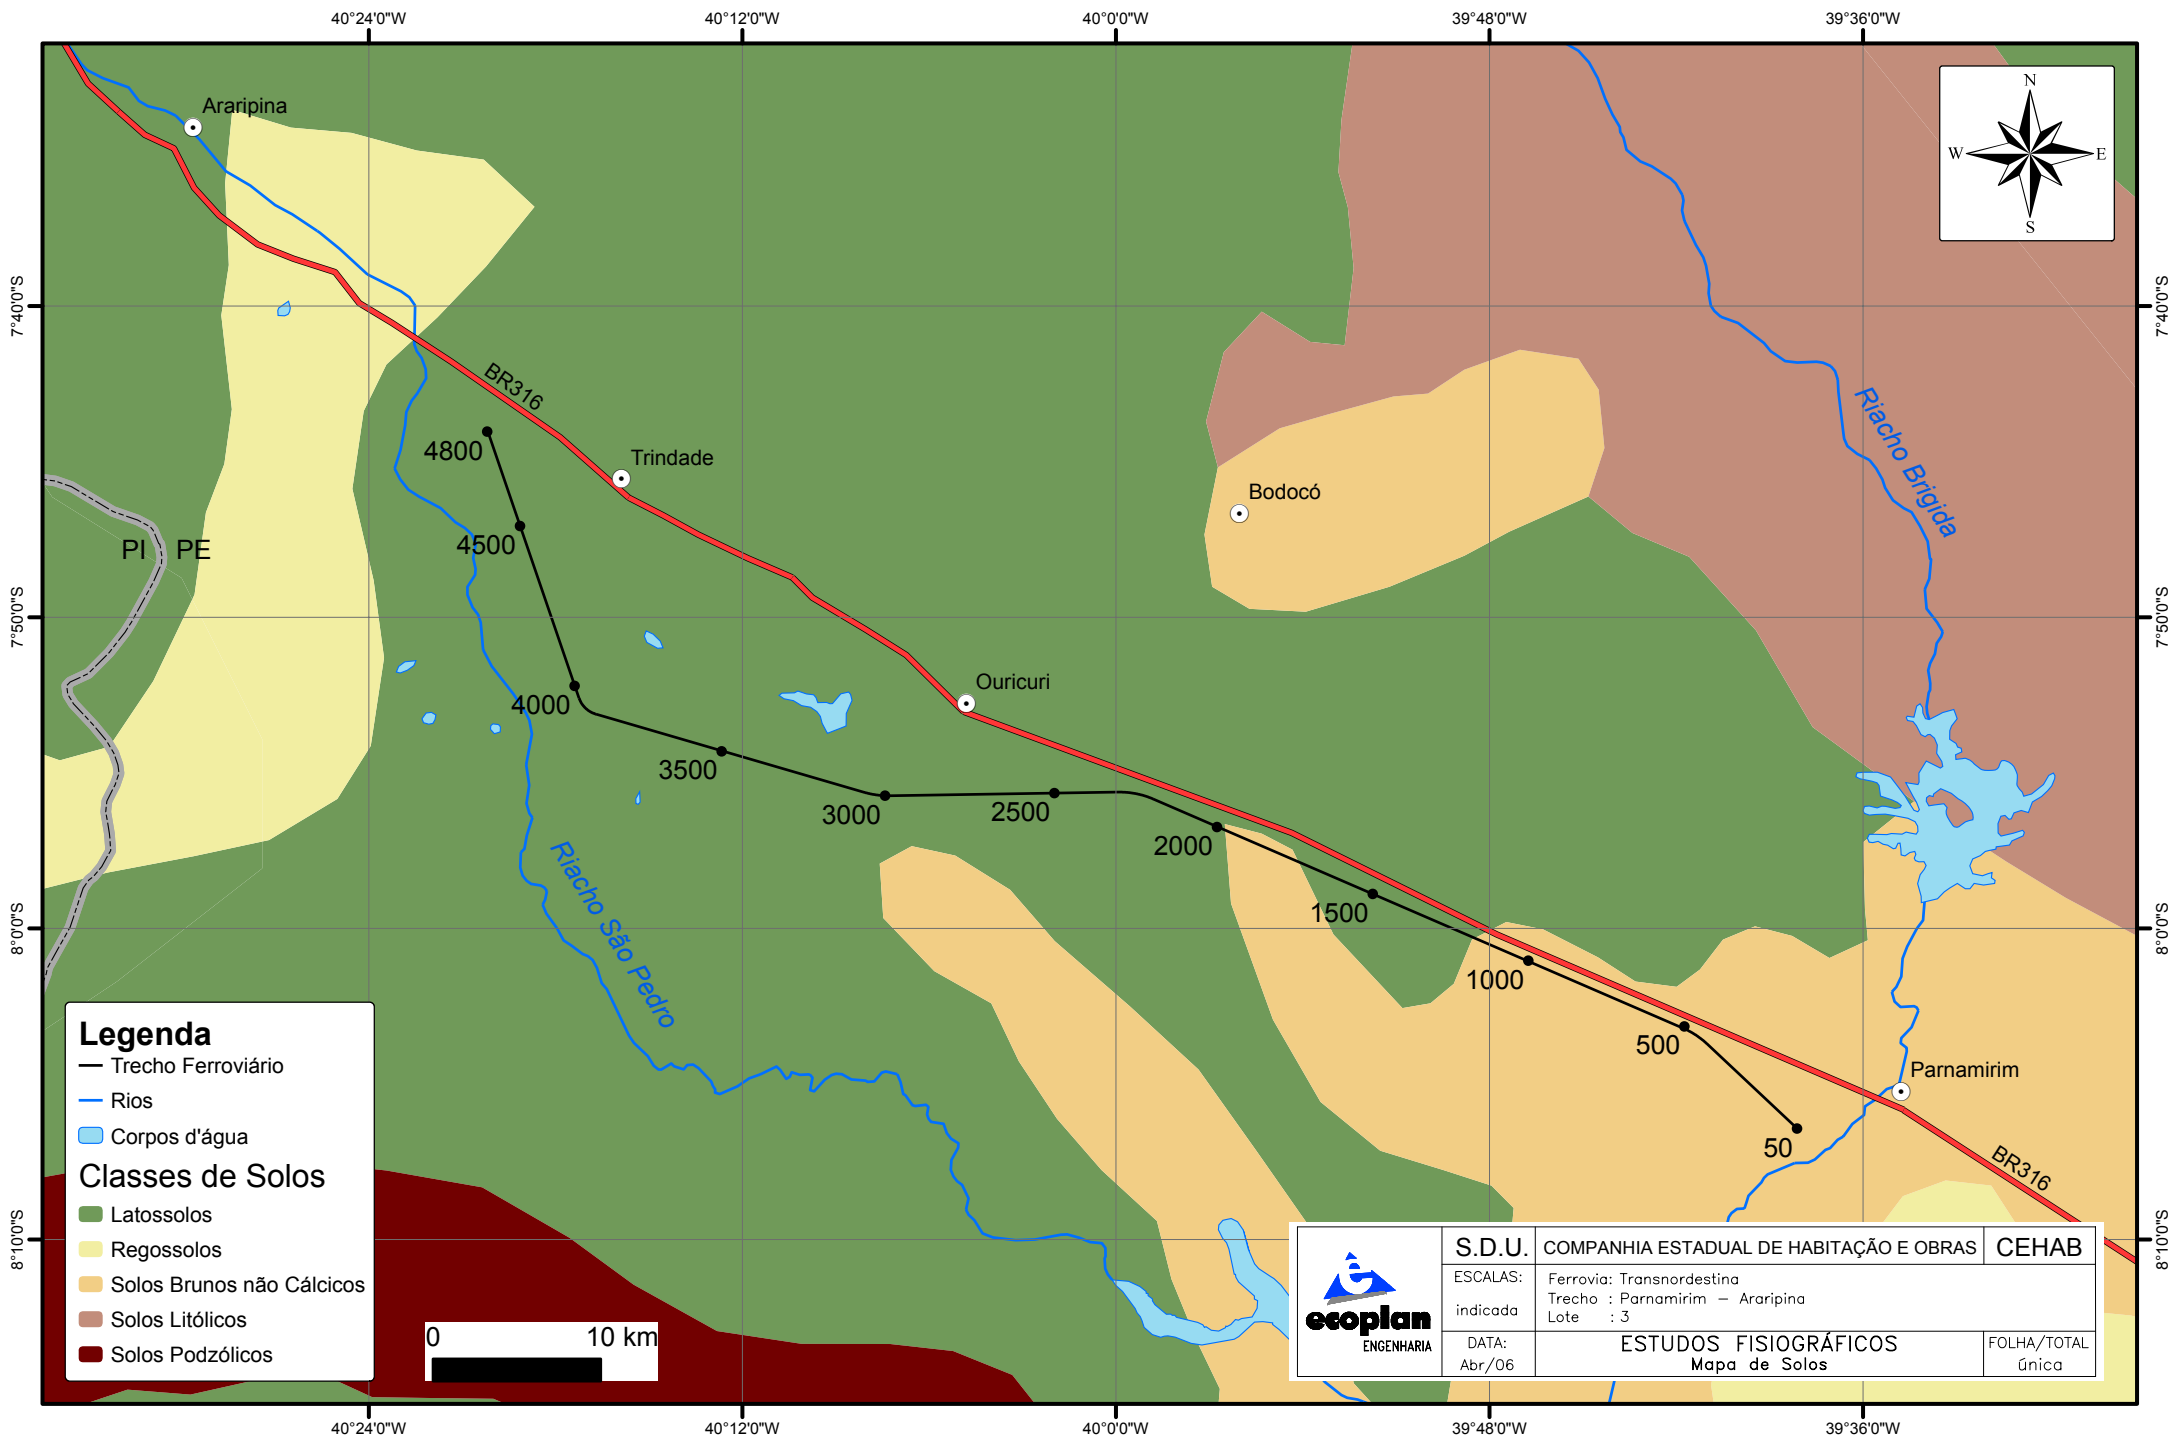 40°24'0"W
40°12'0"W
40°0'0"W
39°48'0"W
39°36'0"W
N
W
E
S
Araripina
7°40'0"S
7°40'0"S
BR316
Riacho Brigida
4800
Trindade
Bodocó
4500
PI
PE
7°50'0"S
7°50'0"S
4000
Ouricuri
3500
3000
2500
2000
Riacho São Pedro
1500
8°0'0"S
8°0'0"S
1000
500
Parnamirim
50
BR316
8°10'0"S
8°10'0"S
Legenda
Trecho Ferroviário
Rios
Corpos d'água
Classes de Solos
Latossolos
Regossolos
Solos Brunos não Cálcicos
Solos Litólicos
Solos Podzólicos
0 10 km
ecoplan
ENGENHARIA
S.D.U.
COMPANHIA ESTADUAL DE HABITAÇÃO E OBRAS
CEHAB
ESCALAS:
indicada
Ferrovia: Transnordestina
Trecho : Parnamirim – Araripina
Lote : 3
DATA:
Abr/06
ESTUDOS FISIOGRÁFICOS
Mapa de Solos
FOLHA/TOTAL
única
40°24'0"W
40°12'0"W
40°0'0"W
39°48'0"W
39°36'0"W